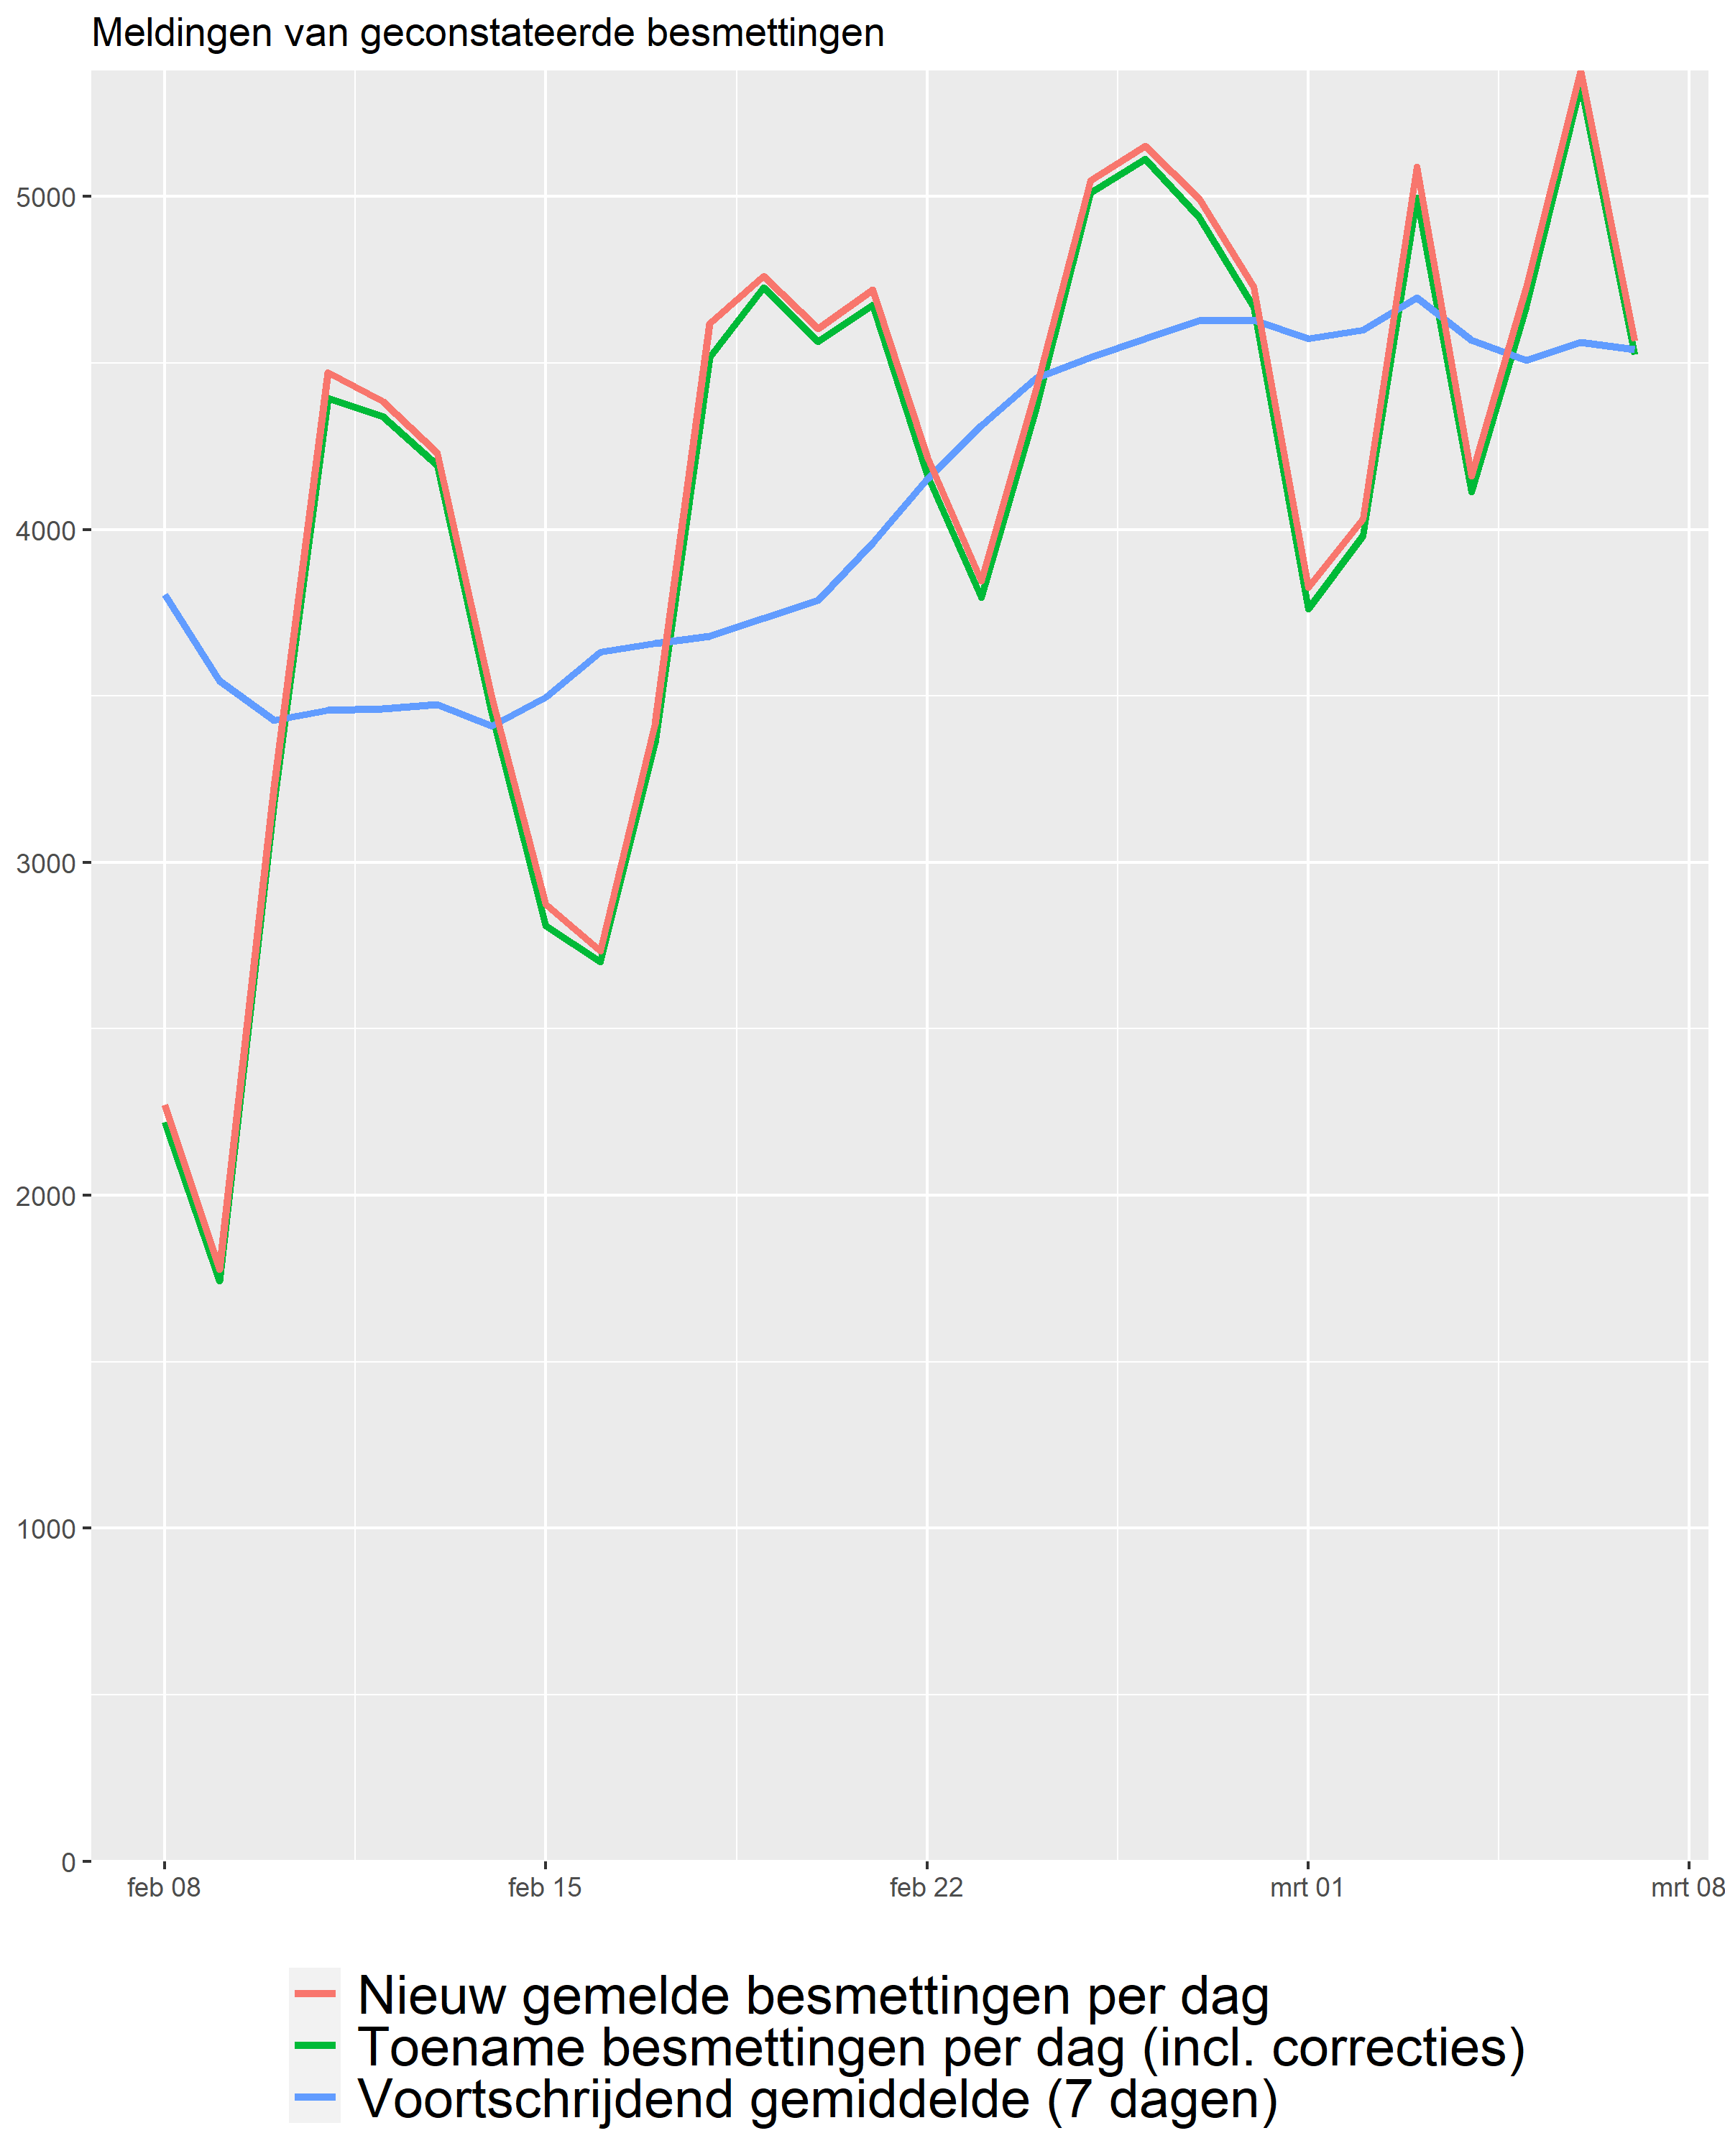 Meldingen van geconstateerde besmettingen
5000
4000
3000
2000
1000
0
feb 08 feb 15 feb 22 mrt 01 mrt 08
Nieuw gemelde besmettingen per dag
Toename besmettingen per dag (incl. correcties)
Voortschrijdend gemiddelde (7 dagen)